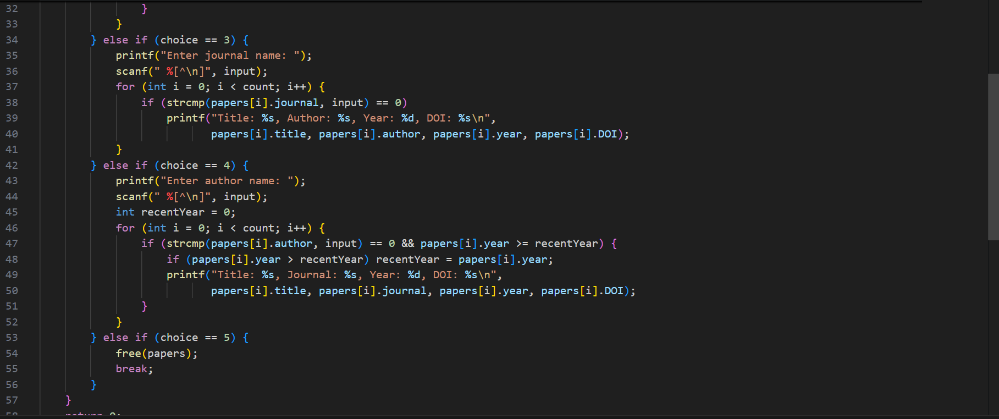 32 }
33 }
34 } else if (choice == 3) {
35 printf("Enter journal name: ");
36 scanf(" %[^\n]", input);
37 for (int i = 0; i < count; i++) {
38 if (strcmp(papers[i].journal, input) == 0)
39 printf("Title: %s, Author: %s, Year: %d, DOI: %s\n",
40 papers[i].title, papers[i].author, papers[i].year, papers[i].DOI);
41 }
42 } else if (choice == 4) {
43 printf("Enter author name: ");
44 scanf(" %[^\n]", input);
45 int recentYear = 0;
46 for (int i = 0; i < count; i++) {
47 if (strcmp(papers[i].author, input) == 0 && papers[i].year >= recentYear) {
48 if (papers[i].year > recentYear) recentYear = papers[i].year;
49 printf("Title: %s, Journal: %s, Year: %d, DOI: %s\n",
50 papers[i].title, papers[i].journal, papers[i].year, papers[i].DOI);
51 }
52 }
53 } else if (choice == 5) {
54 free(papers);
55 break;
56 }
57 }
58 return 0;